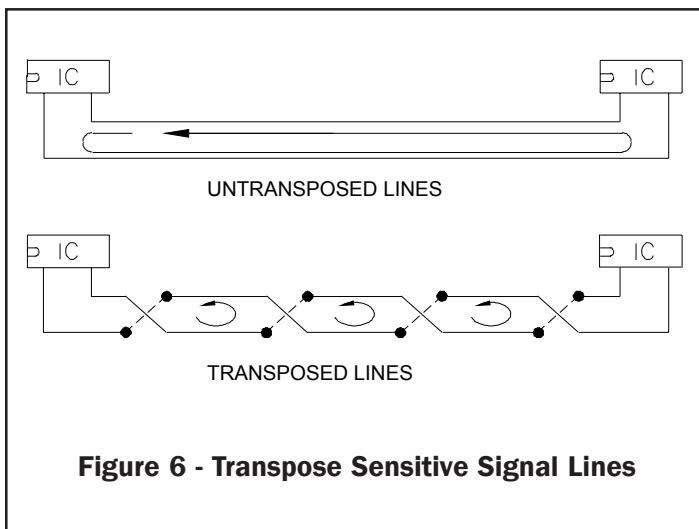 IC IC
UNTRANSPOSED LINES
IC IC
TRANSPOSED LINES
Figure 6 - Transpose Sensitive Signal Lines